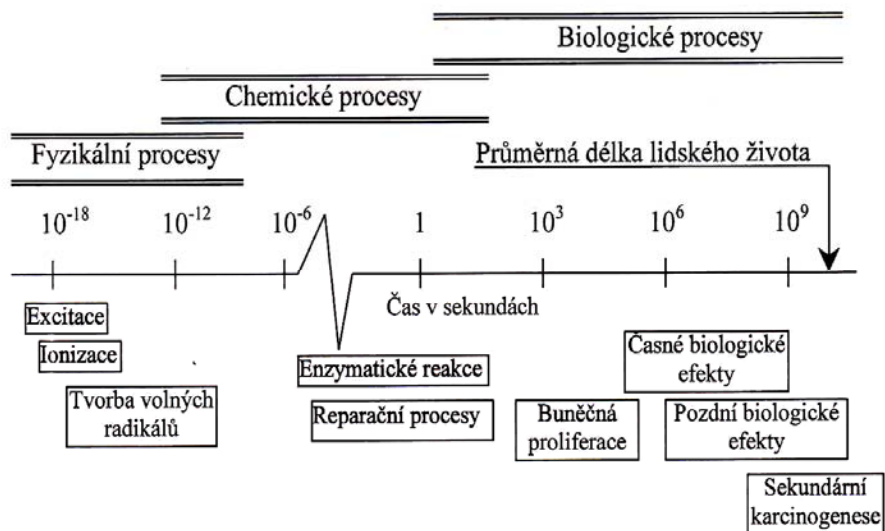 Biologické procesy
Chemické procesy
Fyzikální procesy
Průměrná délka lidského života
10-18 10-12 10-6 1 10³ 10⁶ 10⁹
Čas v sekundách
Excitace
Ionizace
Tvorba volných
radikálů
Enzymatické reakce
Reparační procesy
Buněčná
proliferace
Časné biologické
efekty
Pozdní biologické
efekty
Sekundární
karcinogenese